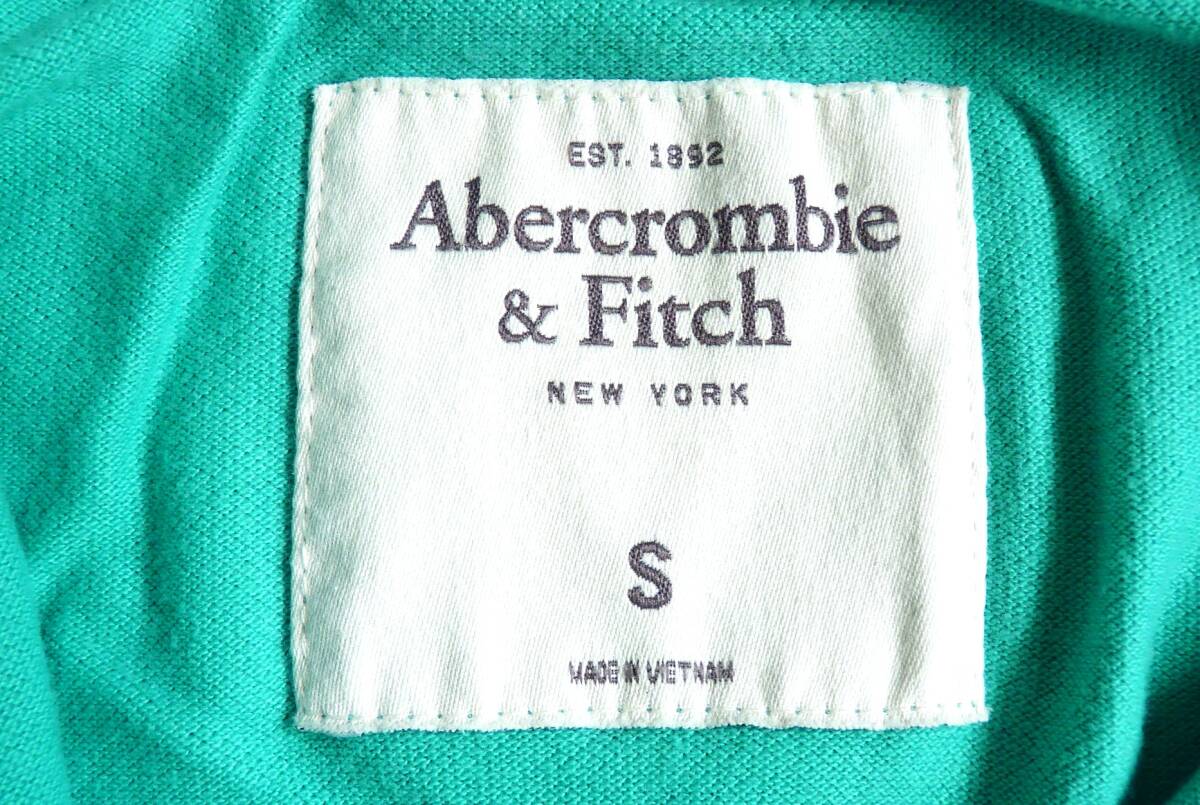 EST. 1892
Abercrombie
& Fitch
NEW YORK
S
MADE IN VIETNAM